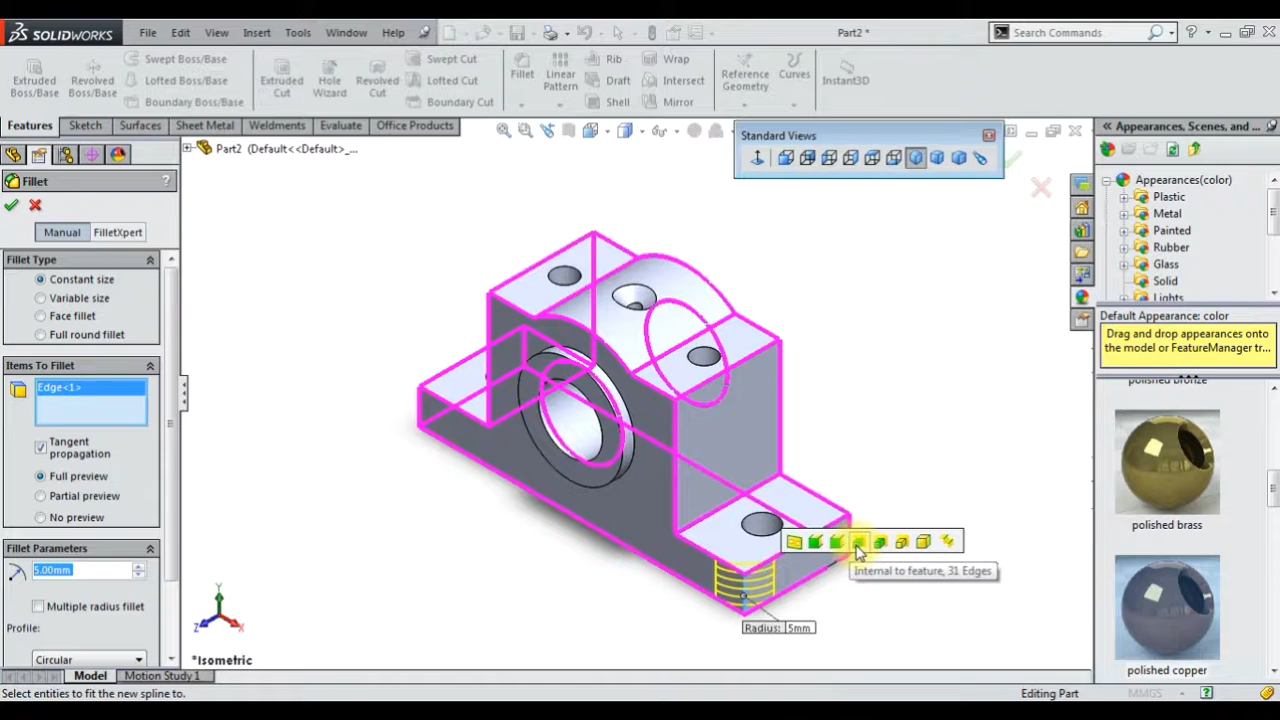 SOLIDWORKS
File
Edit
View
Insert
Tools
Window
Help
Part2 *
Search Commands
Extruded Boss/Base
Revolved Boss/Base
Swept Boss/Base
Lofted Boss/Base
Boundary Boss/Base
Extruded Cut
Hole Wizard
Revolved Cut
Swept Cut
Lofted Cut
Boundary Cut
Fillet
Linear Pattern
Rib
Draft
Shell
Wrap
Intersect
Mirror
Reference Geometry
Curves
Instant3D
Features
Sketch
Surfaces
Sheet Metal
Weldments
Evaluate
Office Products
Part2 (Default<<Default>_...
Standard Views
Appearances, Scenes, and...
Fillet
?
Manual
FilletXpert
Fillet Type
Constant size
Variable size
Face fillet
Full round fillet
Items To Fillet
Edge<1>
Tangent
propagation
Full preview
Partial preview
No preview
Fillet Parameters
5.00mm
Multiple radius fillet
Profile:
Circular
Appearances(color)
Plastic
Metal
Painted
Rubber
Glass
Solid
Lights
Default Appearance: color
Drag and drop appearances onto
the model or FeatureManager tr...
polished bronze
polished brass
polished copper
Internal to feature, 31 Edges
Radius: 5mm
Y
Z
X
*Isometric
Model
Motion Study 1
Select entities to fit the new spline to.
Editing Part
MMGS